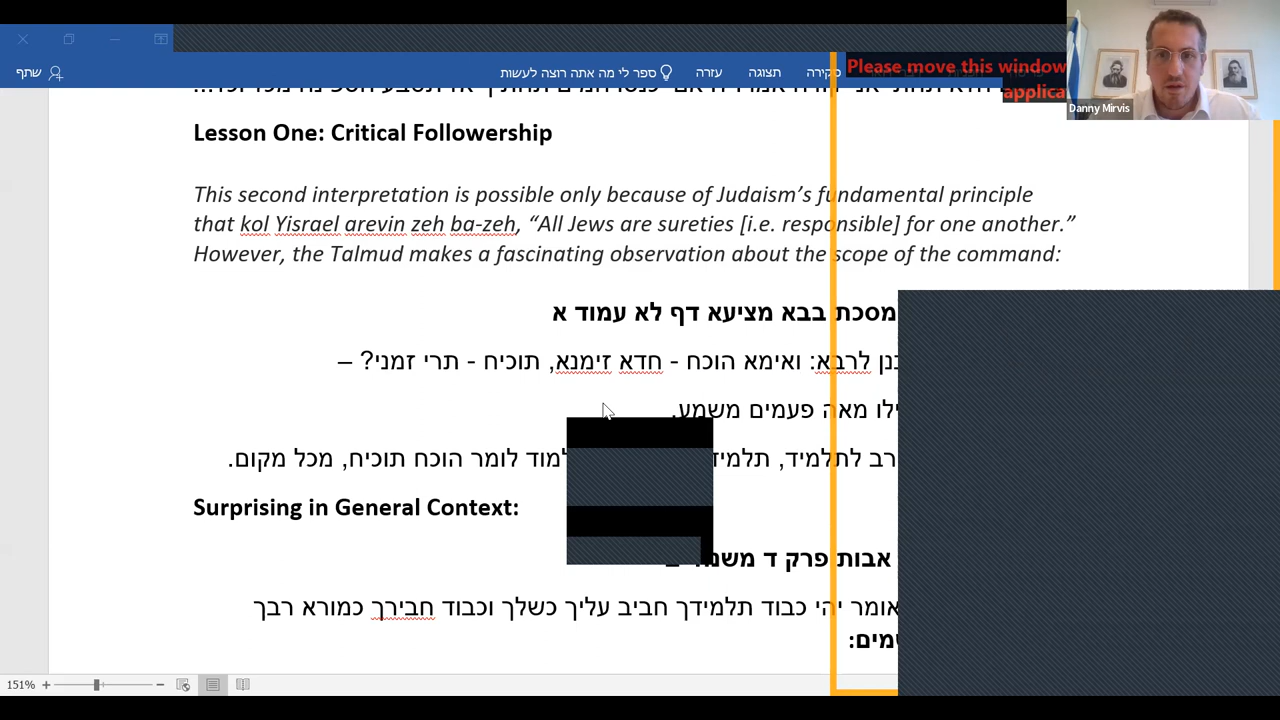 שתף
ספר לי מה אתה רוצה לעשות
עזרה
תצוגה
סקירה
Please move this window
applica
Danny Mirvis
Lesson One: Critical Followership
This second interpretation is possible only because of Judaism’s fundamental principle
that kol Yisrael arevin zeh ba-zeh, “All Jews are sureties [i.e. responsible] for one another.”
However, the Talmud makes a fascinating observation about the scope of the command:
מסכת בבא מציעא דף לא עמוד א
לרבא: ואימא הוכח - חדא זימנא, תוכיח - תרי זמני? –
מאה פעמים משמע.
רב לתלמיד, לומר הוכח תוכיח, מכל מקום.
Surprising in General Context:
אבות פרק ד
אומר יהי כבוד תלמידך חביב עליך כשלך וכבוד חבירך כמורא רבך
151%